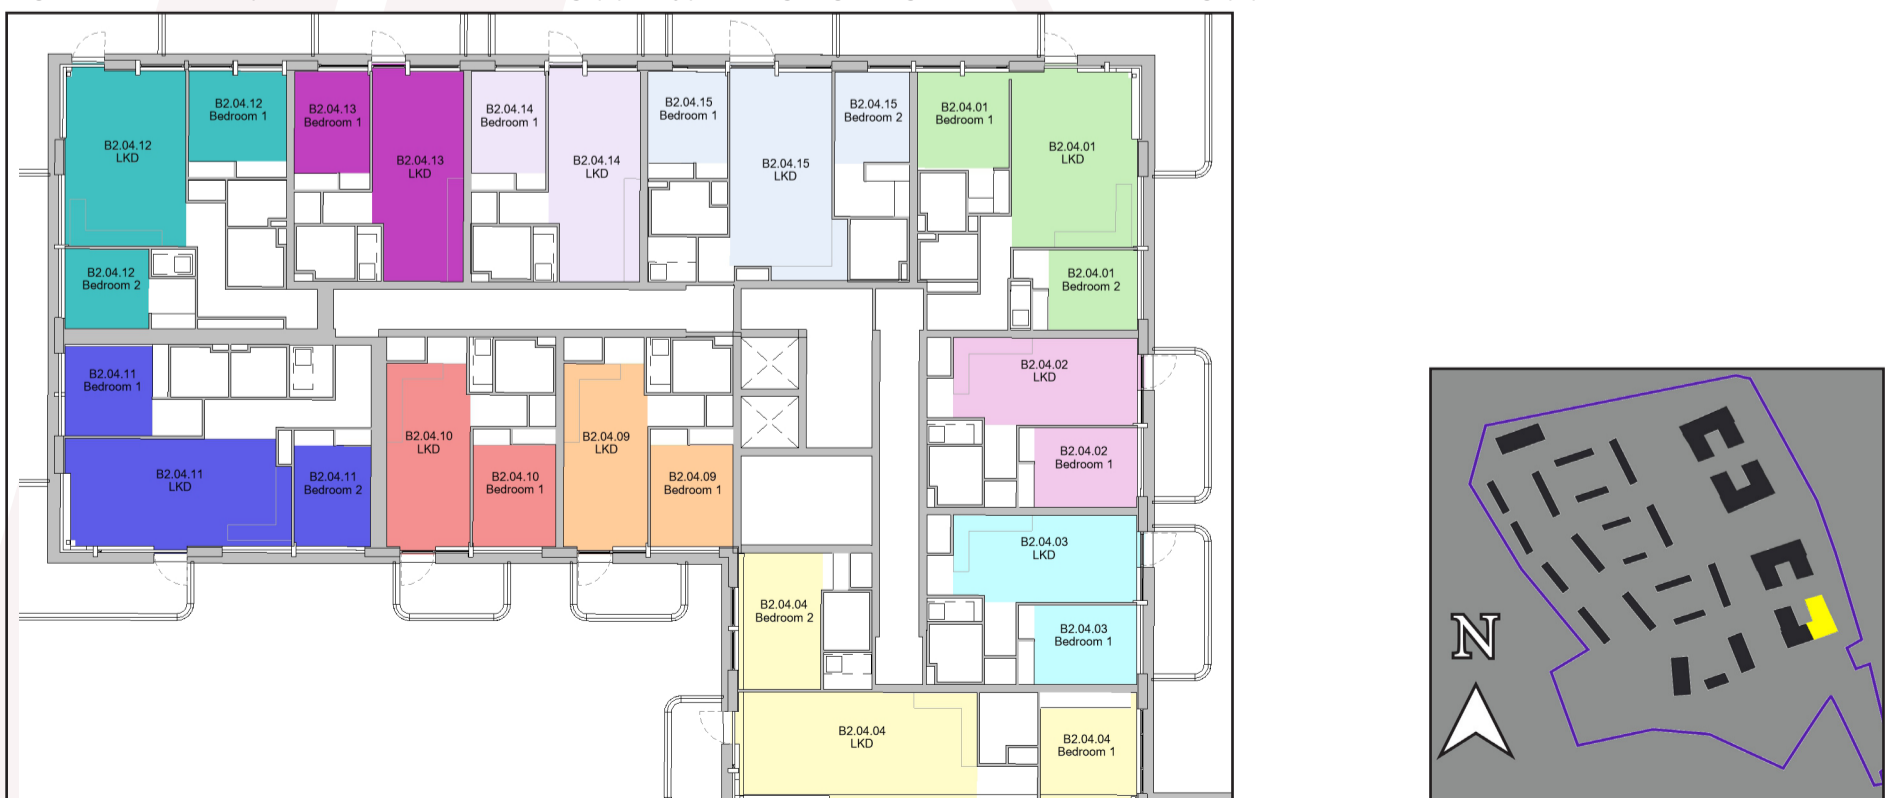 B2.04.12
LKD
B2.04.12
Bedroom 1
B2.04.13
Bedroom 1
B2.04.13
LKD
B2.04.14
Bedroom 1
B2.04.14
LKD
B2.04.15
Bedroom 1
B2.04.15
LKD
B2.04.15
Bedroom 2
B2.04.01
Bedroom 1
B2.04.01
LKD
B2.04.12
Bedroom 2
B2.04.01
Bedroom 2
B2.04.11
Bedroom 1
B2.04.02
LKD
B2.04.10
LKD
B2.04.09
LKD
B2.04.02
Bedroom 1
B2.04.11
LKD
B2.04.11
Bedroom 2
B2.04.10
Bedroom 1
B2.04.09
Bedroom 1
B2.04.03
LKD
B2.04.04
Bedroom 2
B2.04.03
Bedroom 1
B2.04.04
LKD
B2.04.04
Bedroom 1
N